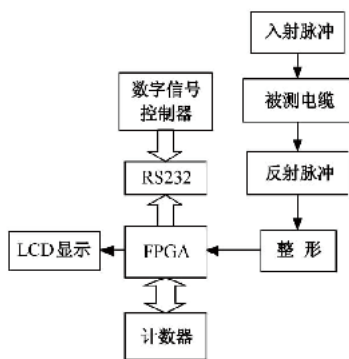 入射脉冲
数字信号
控制器
被测电缆
RS232
反射脉冲
LCD显示
FPGA
整 形
计数器